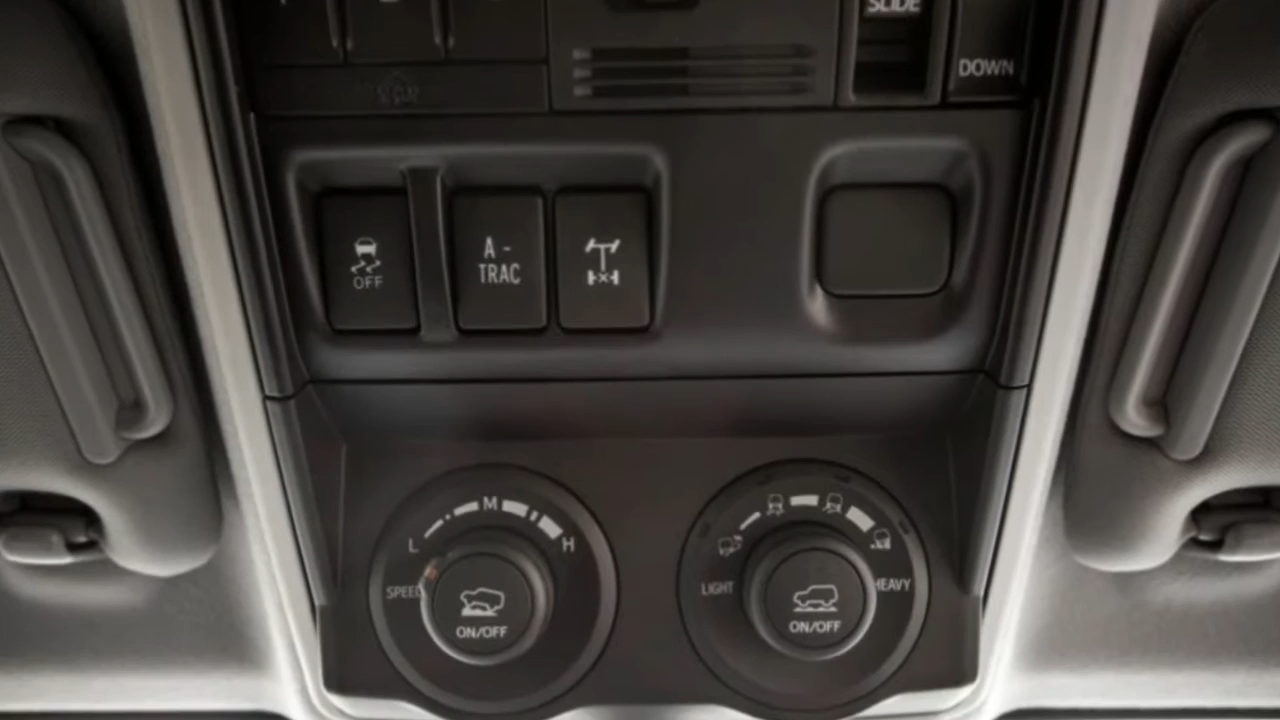 SLIDE
DOWN
OFF
A -
TRAC
M
L
H
SPEED
ON/OFF
LIGHT
HEAVY
ON/OFF